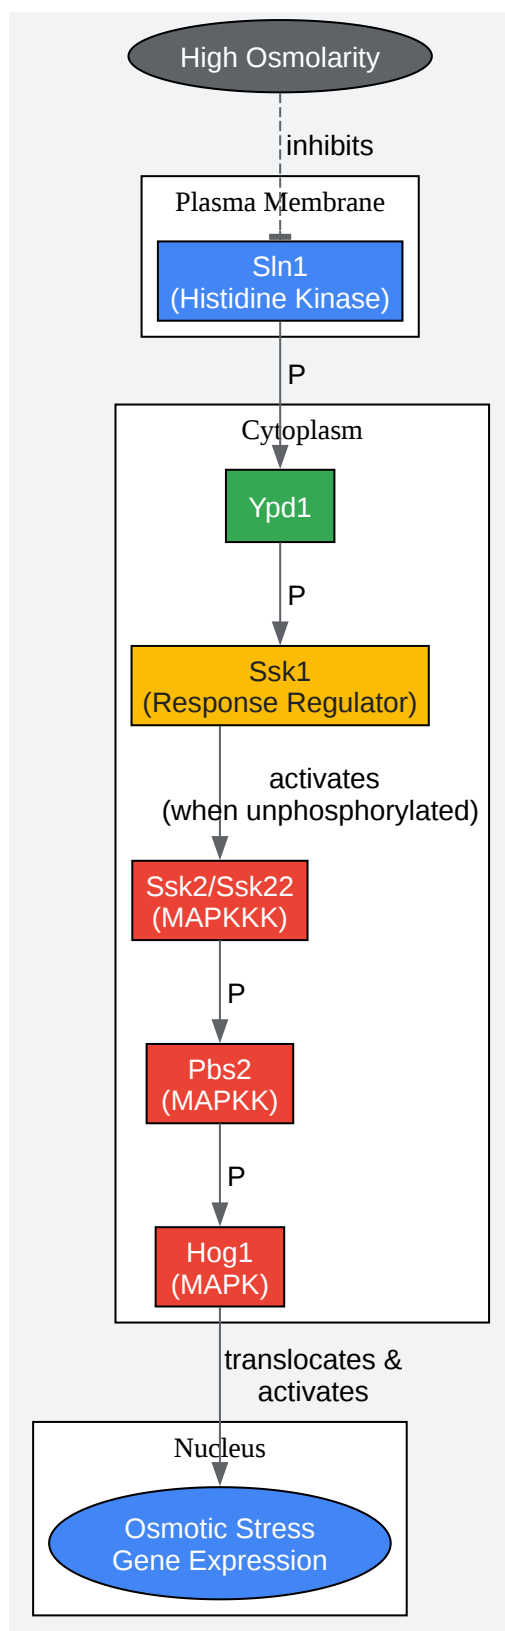 High Osmolarity
inhibits
Plasma Membrane
Sln1
(Histidine Kinase)
P
Cytoplasm
Ypd1
P
Ssk1
(Response Regulator)
activates
(when unphosphorylated)
Ssk2/Ssk22
(MAPKKK)
P
Pbs2
(MAPKK)
P
Hog1
(MAPK)
translocates &
activates
Nucleus
Osmotic Stress
Gene Expression